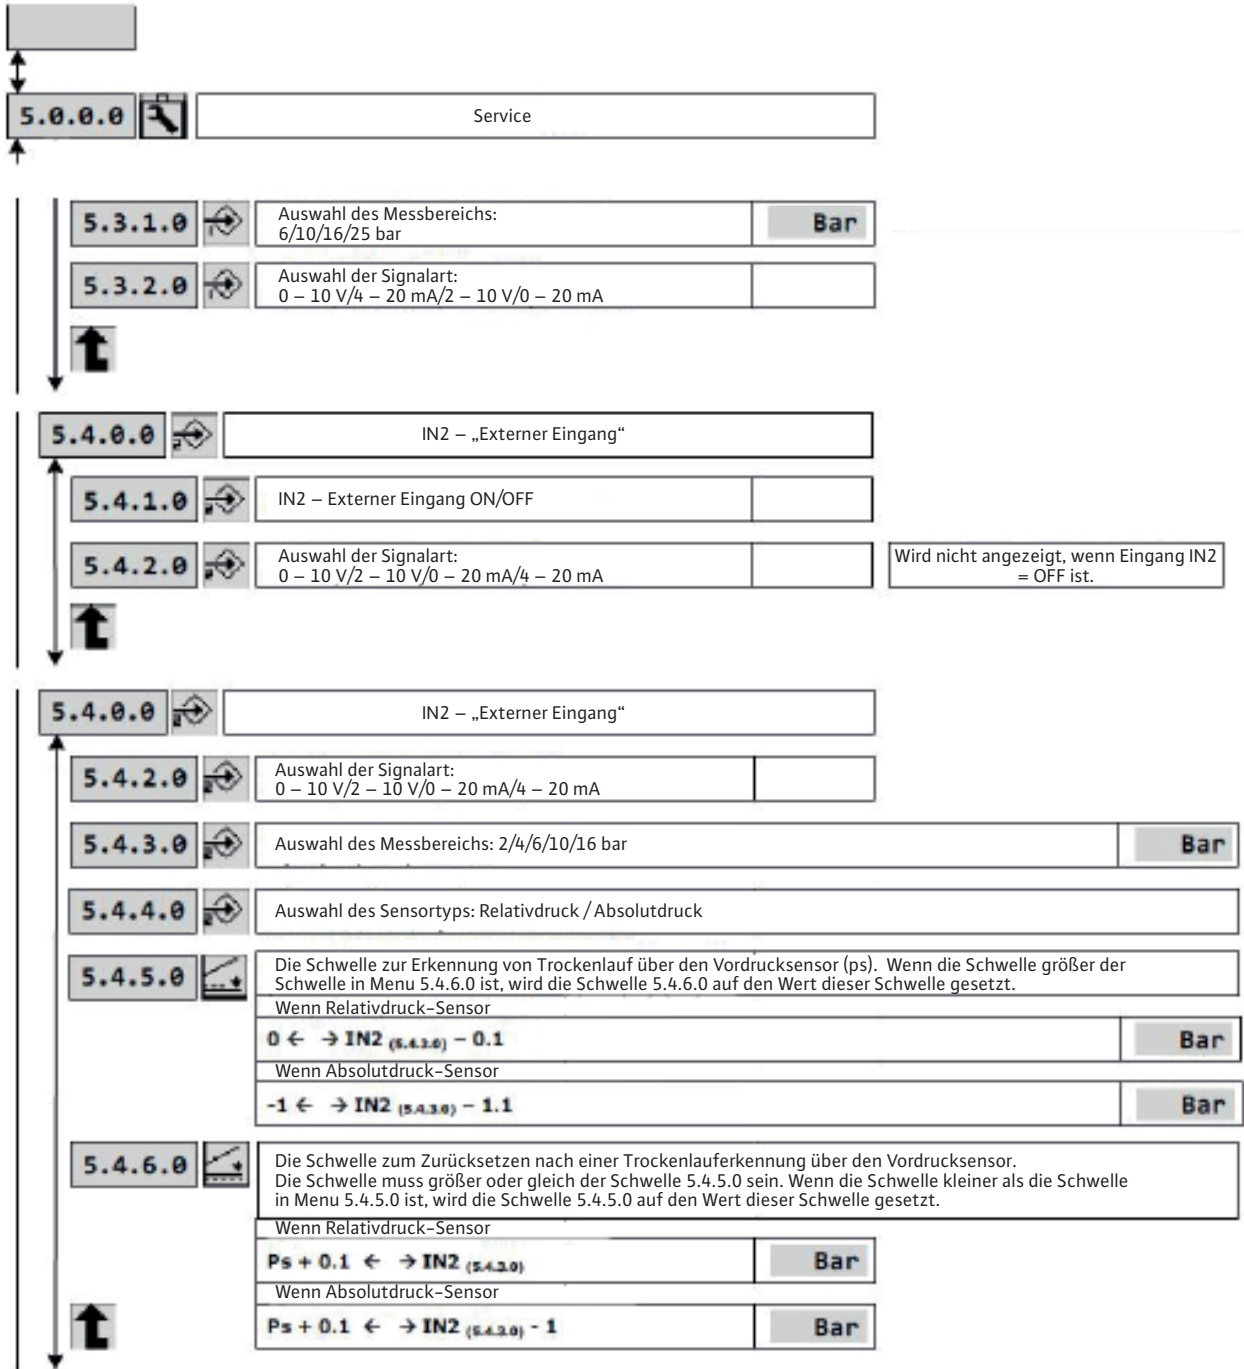 5.0.0.0 Service
5.3.1.0 Auswahl des Messbereichs:
6/10/16/25 bar
Bar
5.3.2.0 Auswahl der Signalart:
0 – 10 V/4 – 20 mA/2 – 10 V/0 – 20 mA
5.4.0.0 IN2 – „Externer Eingang“
5.4.1.0 IN2 – Externer Eingang ON/OFF
5.4.2.0 Auswahl der Signalart:
0 – 10 V/2 – 10 V/0 – 20 mA/4 – 20 mA
Wird nicht angezeigt, wenn Eingang IN2
= OFF ist.
5.4.0.0 IN2 – „Externer Eingang“
5.4.2.0 Auswahl der Signalart:
0 – 10 V/2 – 10 V/0 – 20 mA/4 – 20 mA
5.4.3.0 Auswahl des Messbereichs: 2/4/6/10/16 bar
Bar
5.4.4.0 Auswahl des Sensortyps: Relativdruck / Absolutdruck
5.4.5.0 Die Schwelle zur Erkennung von Trockenlauf über den Vordrucksensor (ps). Wenn die Schwelle größer der
Schwelle in Menu 5.4.6.0 ist, wird die Schwelle 5.4.6.0 auf den Wert dieser Schwelle gesetzt.
Wenn Relativdruck-Sensor
0 ← → IN2 (5.4.3.0) – 0.1
Bar
Wenn Absolutdruck-Sensor
-1 ← → IN2 (5.4.3.0) – 1.1
Bar
5.4.6.0 Die Schwelle zum Zurücksetzen nach einer Trockenlauferkennung über den Vordrucksensor.
Die Schwelle muss größer oder gleich der Schwelle 5.4.5.0 sein. Wenn die Schwelle kleiner als die Schwelle
in Menu 5.4.5.0 ist, wird die Schwelle 5.4.5.0 auf den Wert dieser Schwelle gesetzt.
Wenn Relativdruck-Sensor
Ps + 0.1 ← → IN2 (5.4.3.0)
Bar
Wenn Absolutdruck-Sensor
Ps + 0.1 ← → IN2 (5.4.3.0) - 1
Bar